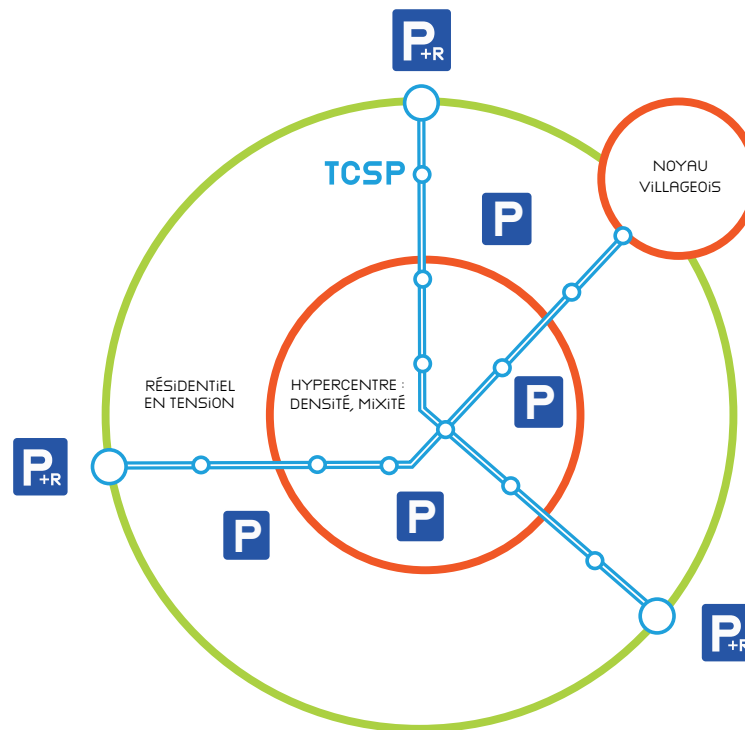 P+R
TCSP
NOYAU
ViLLAGEOiS
P
RÉSiDENTiEL
EN TENSiON
HYPERCENTRE :
DENSiTÉ, MiXiTÉ
P
P+R
P
P
P+R